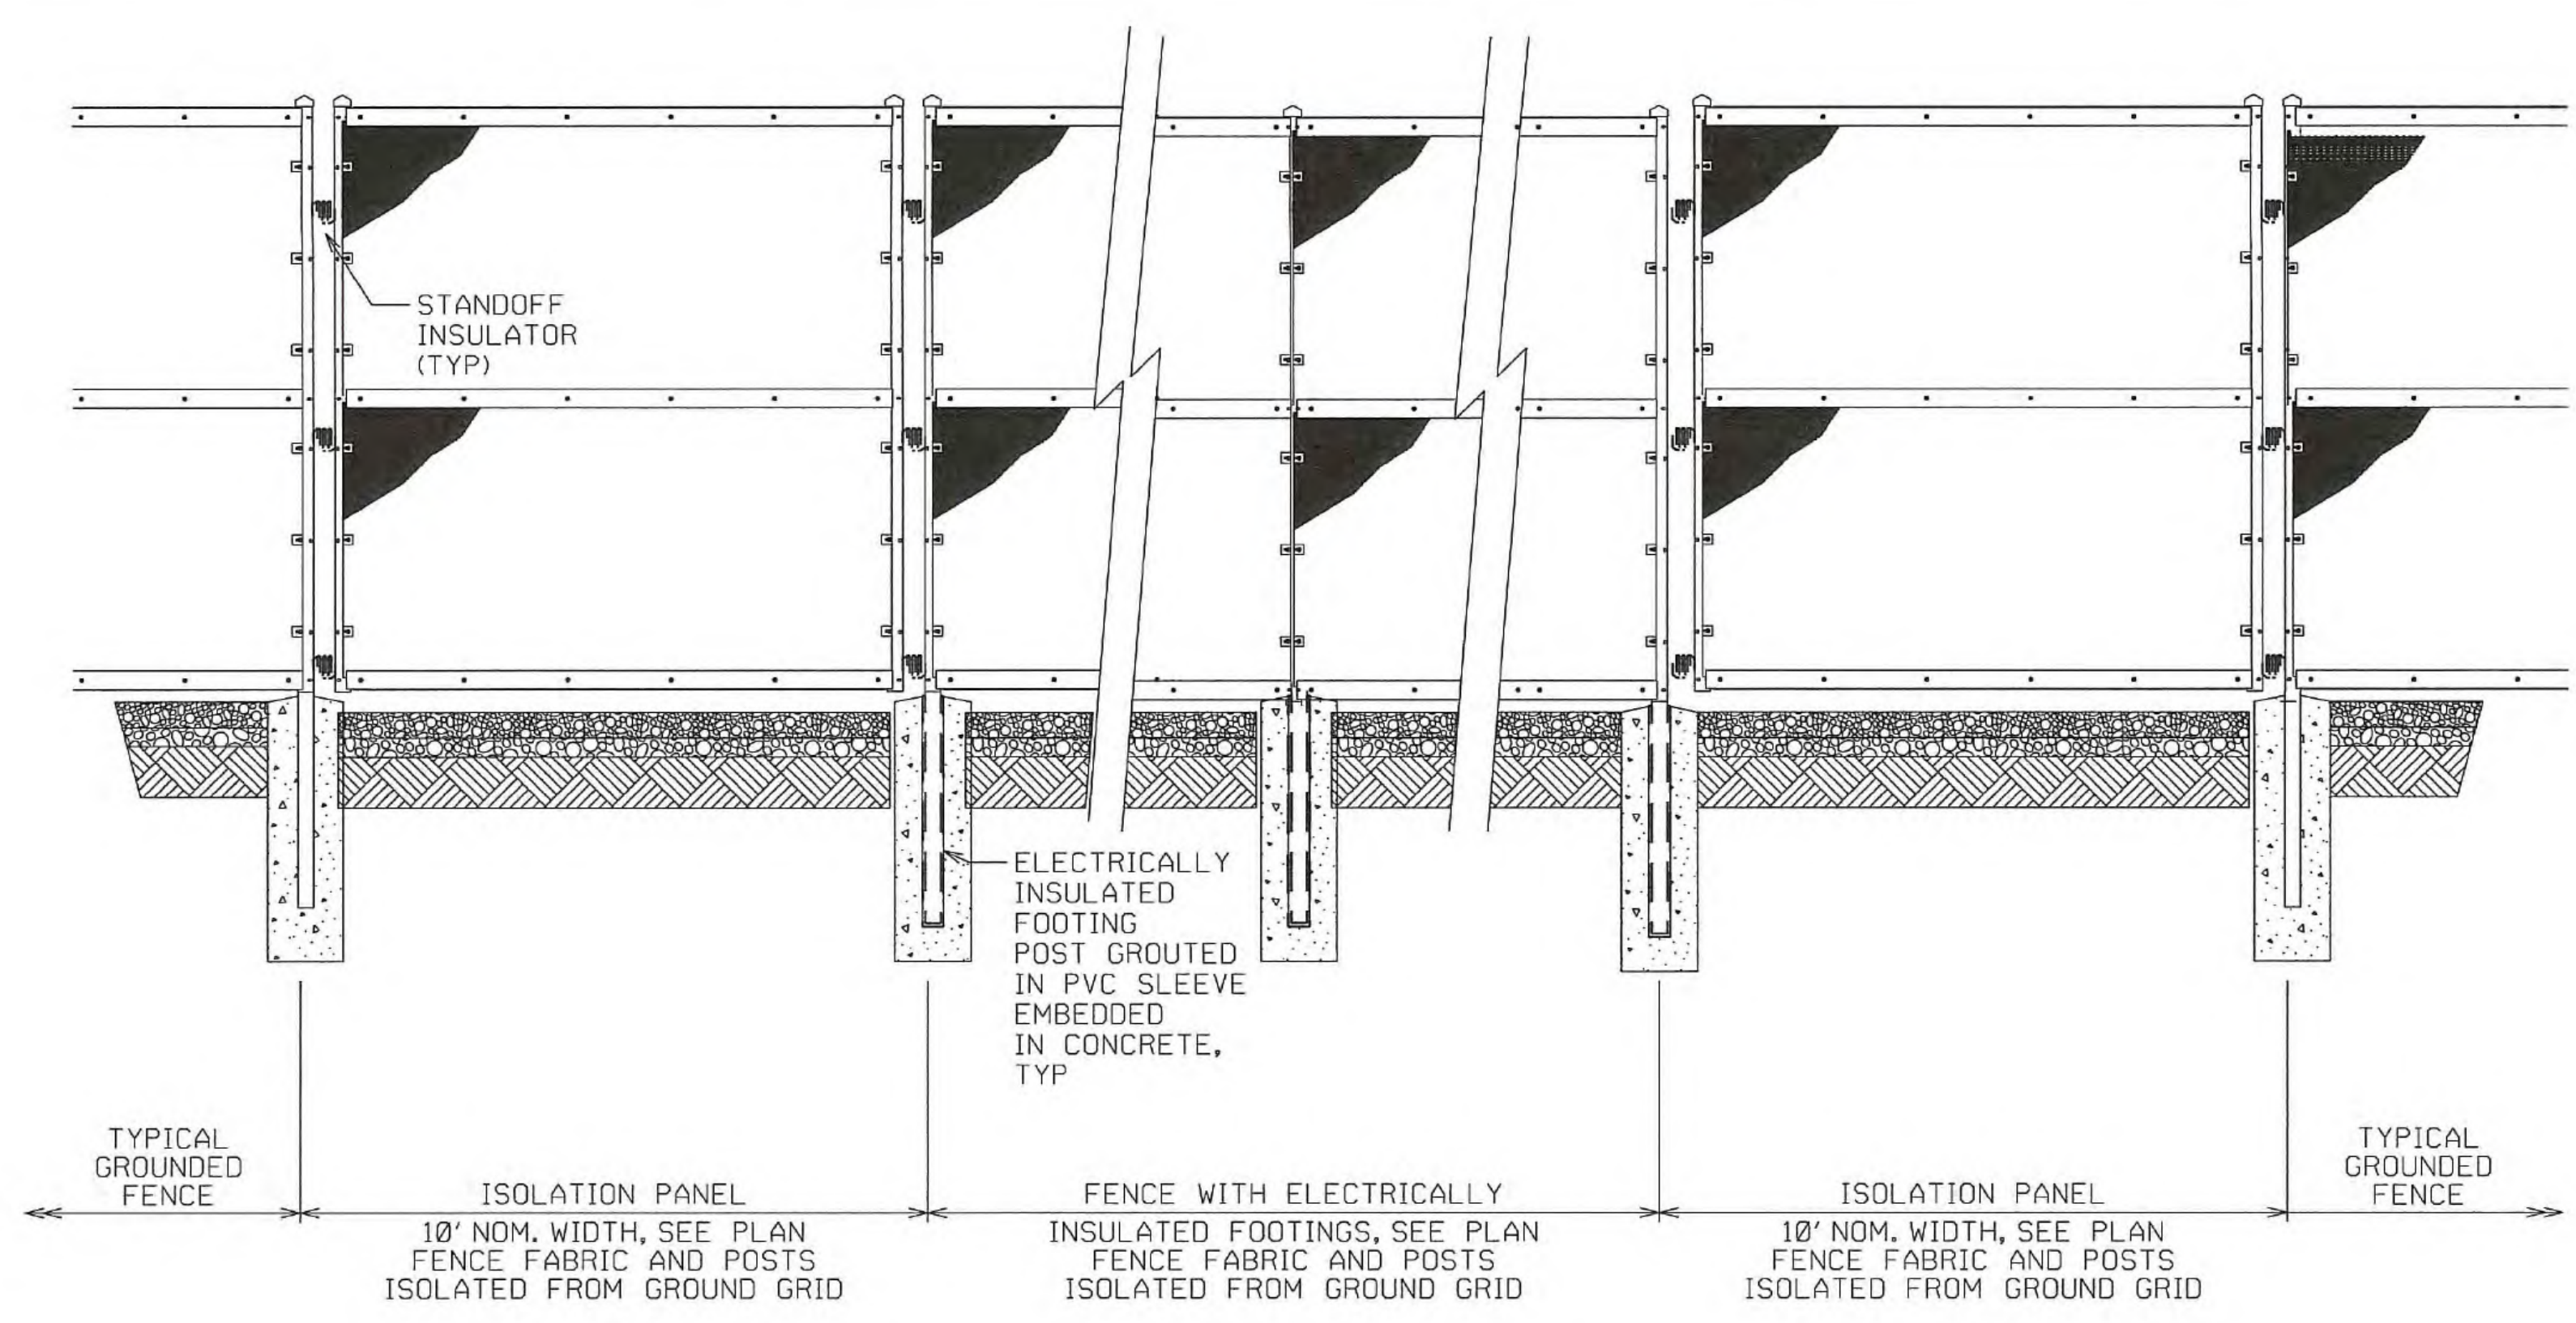 STANDOFF
INSULATOR
(TYP)
ELECTRICALLY
INSULATED
FOOTING
POST GROUTED
IN PVC SLEEVE
EMBEDDED
IN CONCRETE,
TYP
TYPICAL
GROUNDED
FENCE
ISOLATION PANEL
10' NOM. WIDTH, SEE PLAN
FENCE FABRIC AND POSTS
ISOLATED FROM GROUND GRID
FENCE WITH ELECTRICALLY
INSULATED FOOTINGS, SEE PLAN
FENCE FABRIC AND POSTS
ISOLATED FROM GROUND GRID
ISOLATION PANEL
10' NOM. WIDTH, SEE PLAN
FENCE FABRIC AND POSTS
ISOLATED FROM GROUND GRID
TYPICAL
GROUNDED
FENCE